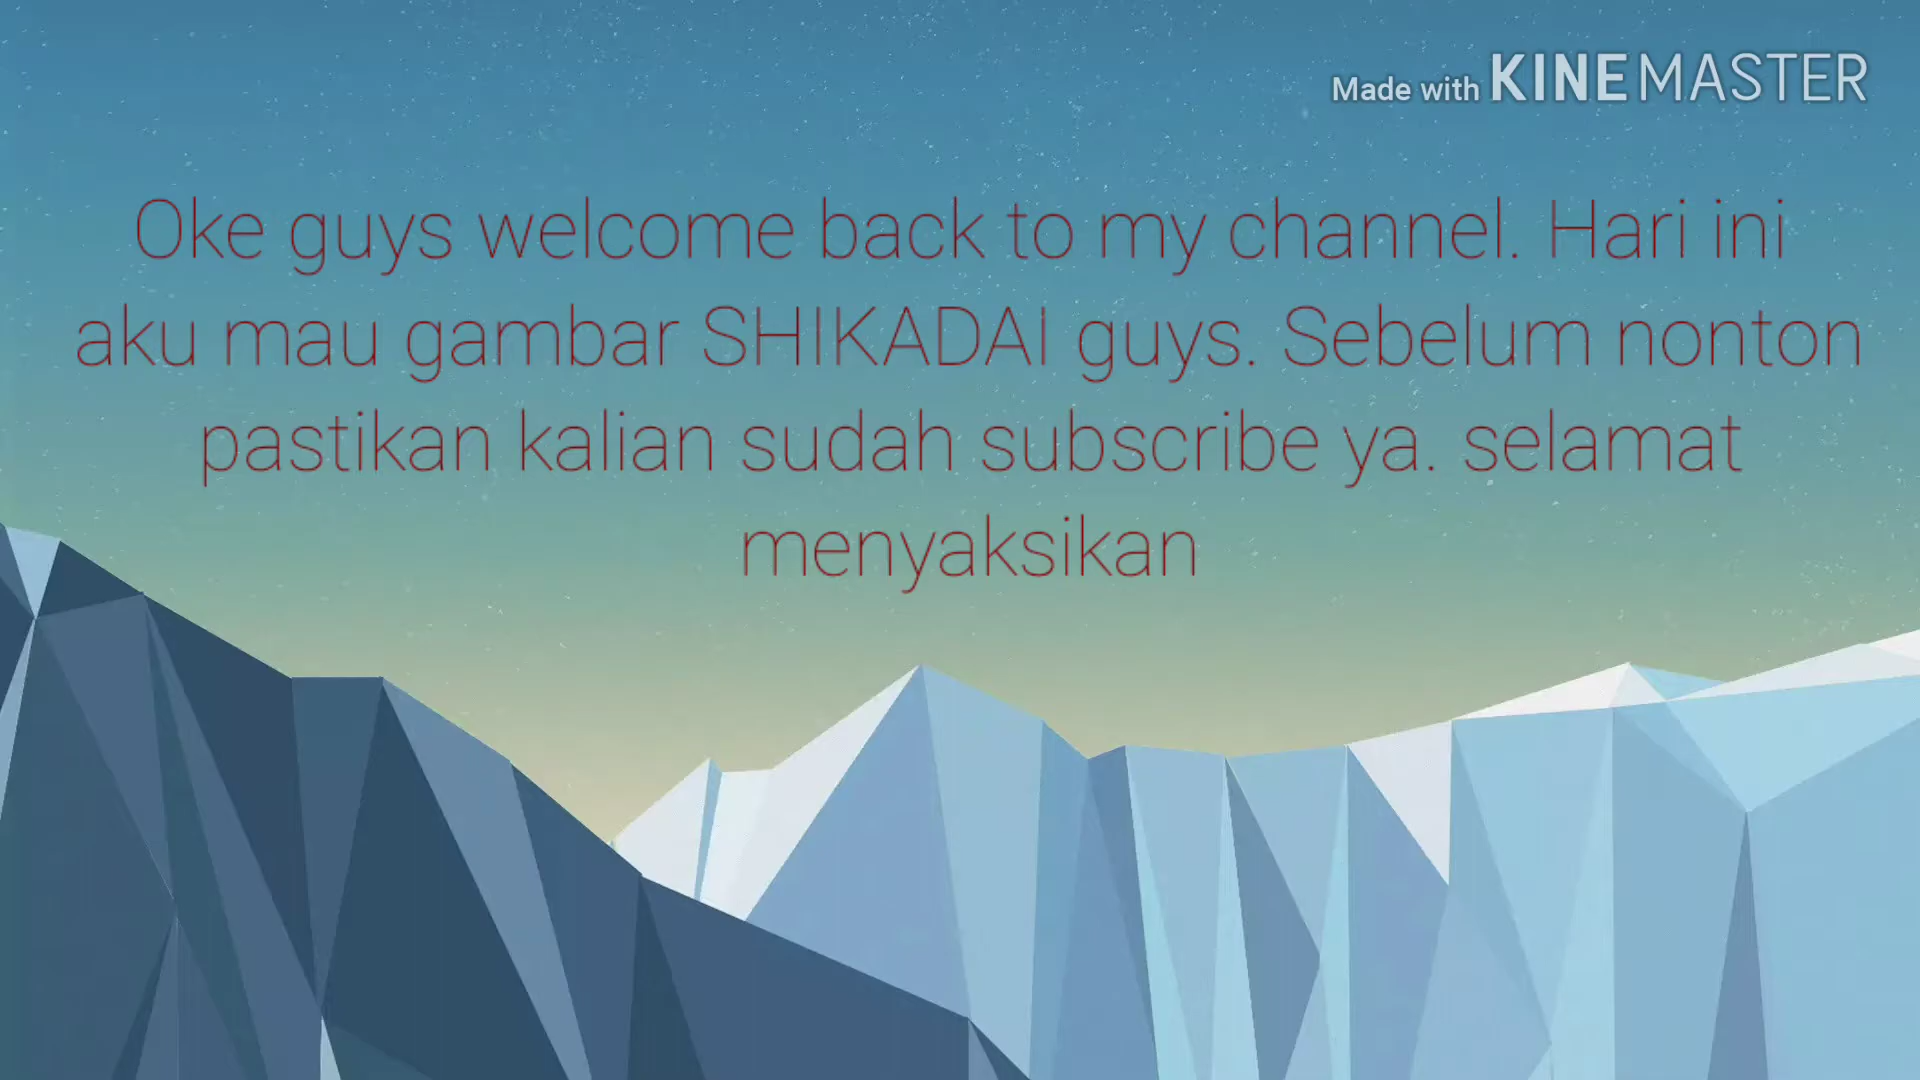 Made with KINEMASTER
Oke guys welcome back to my channel. Hari ini
aku mau gambar SHIKADAI guys. Sebelum nonton
pastikan kalian sudah subscribe ya. selamat
menyaksikan